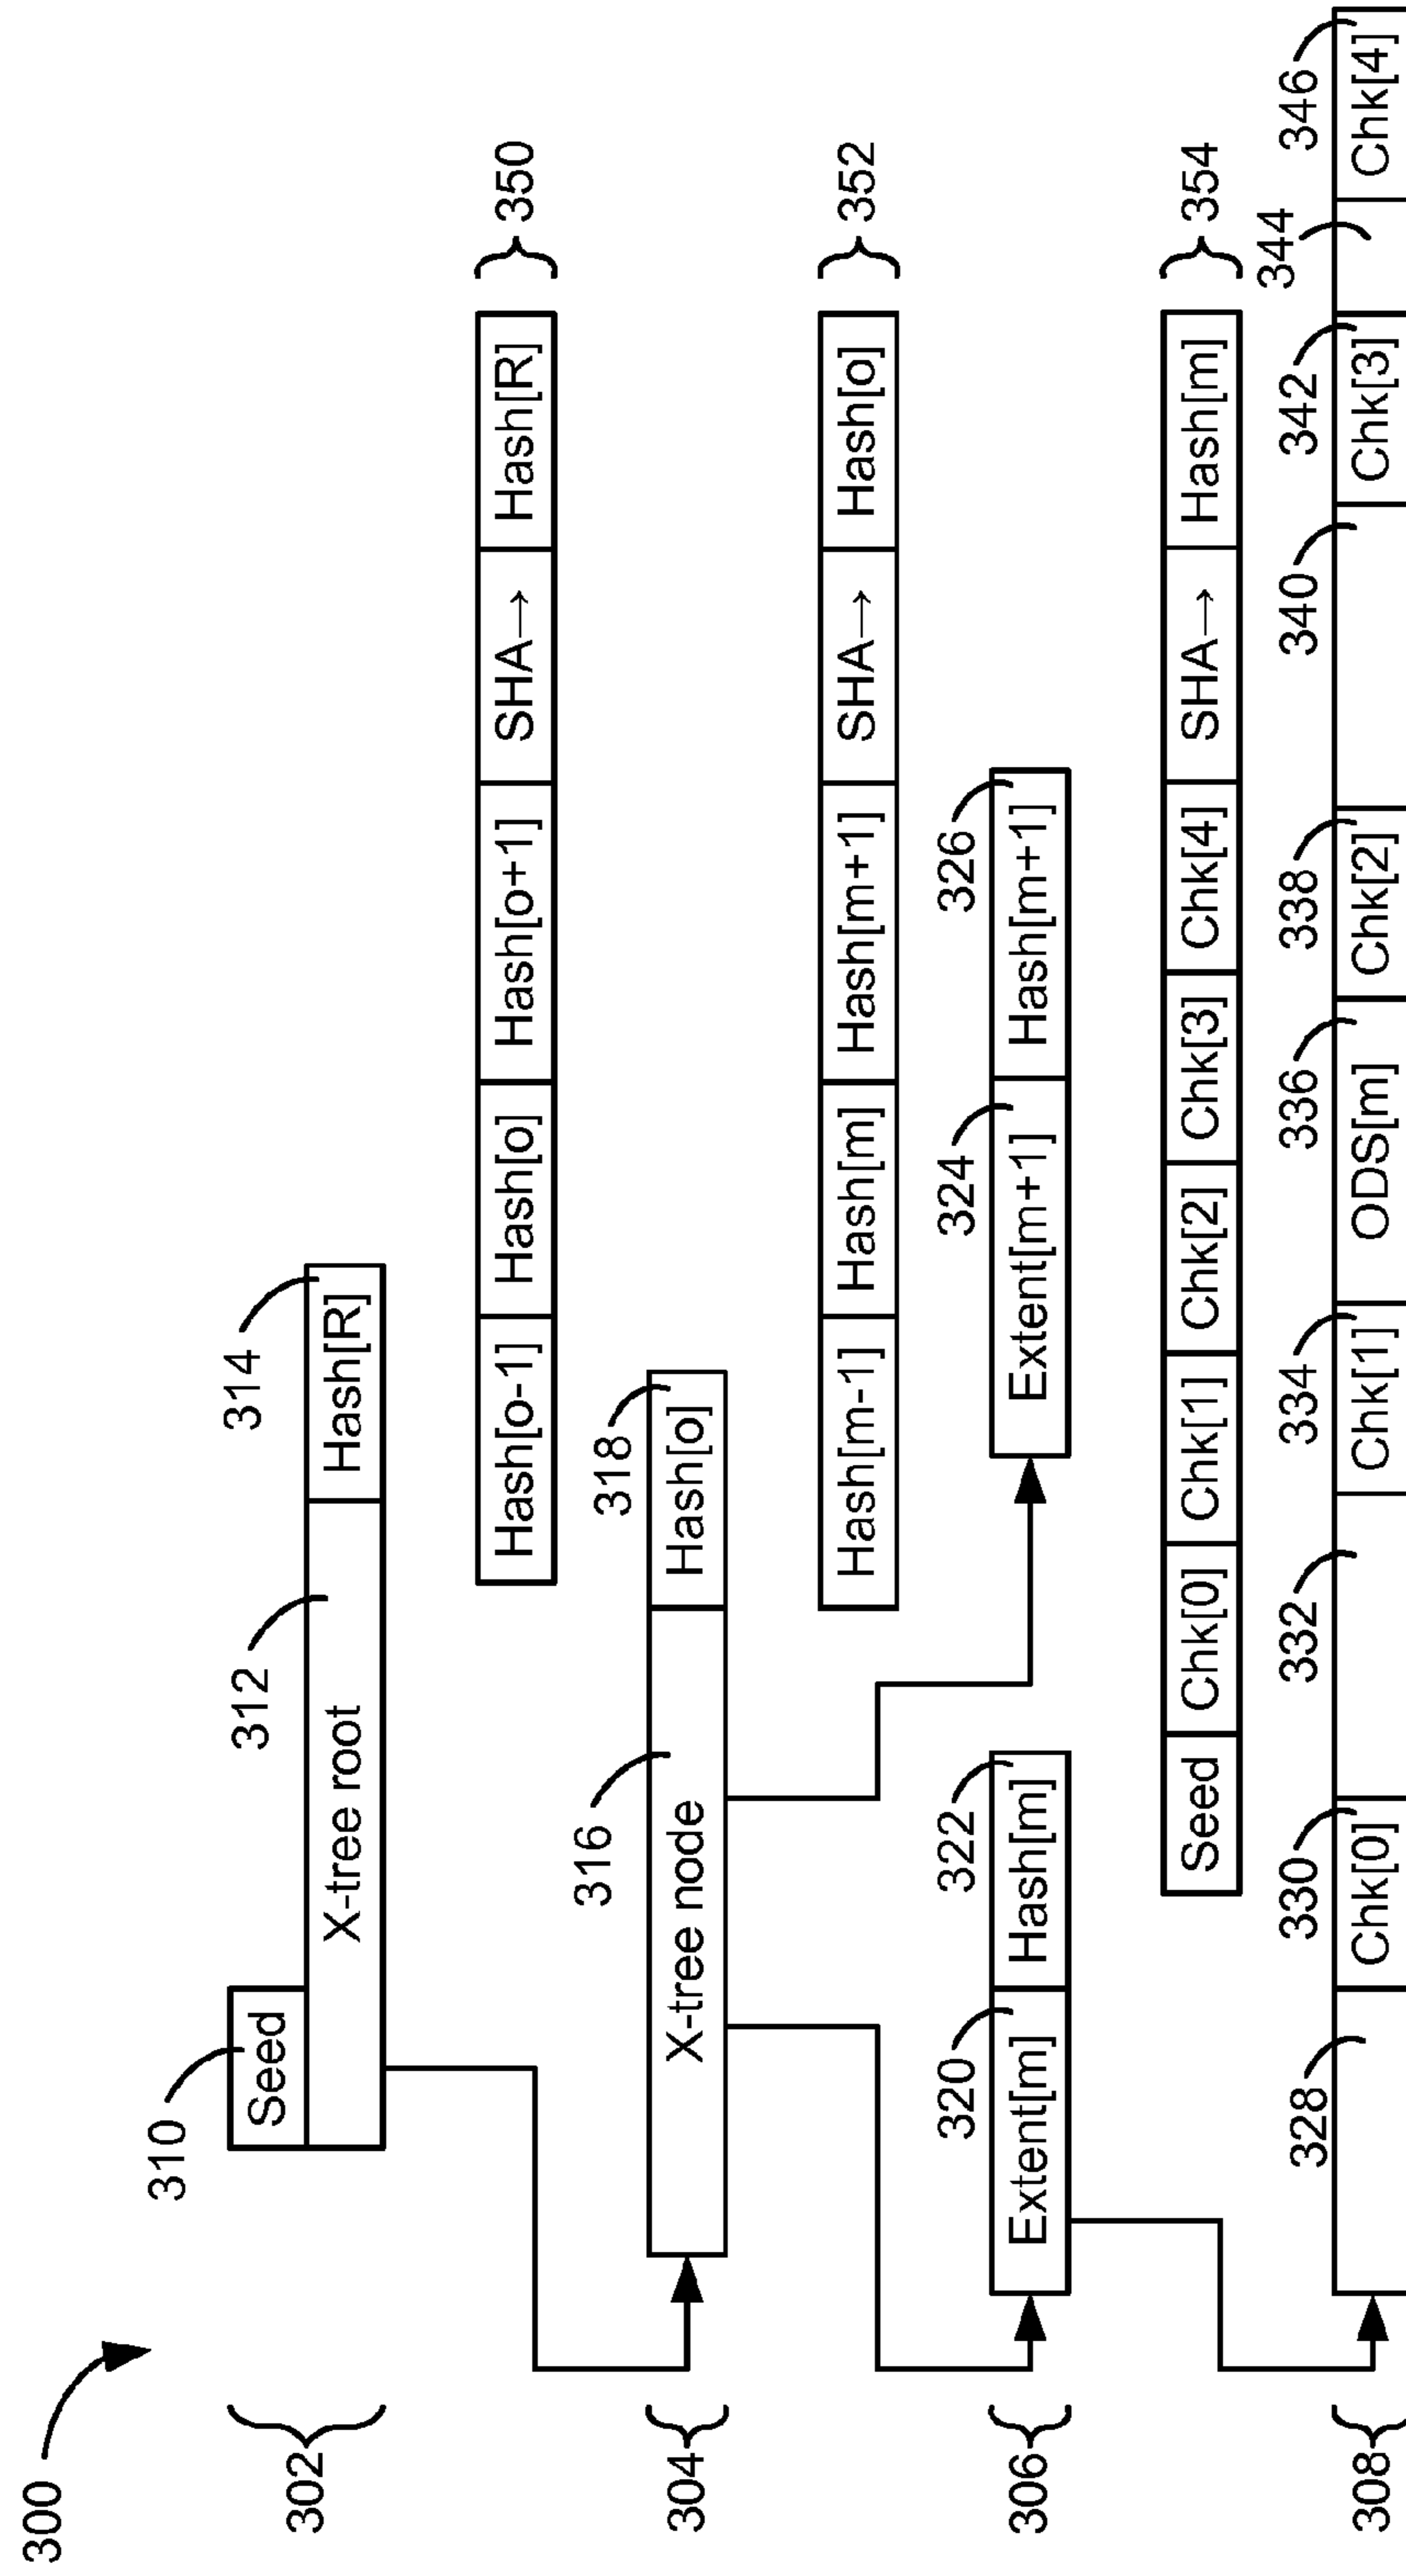 300
302
310
Seed
312
X-tree root
314
Hash[R]
Hash[o-1] Hash[o] Hash[o+1] SHA→ Hash[R] 350
304
316
X-tree node
318
Hash[o]
Hash[m-1] Hash[m] Hash[m+1] SHA→ Hash[o] 352
306
320 322 324 326
Extent[m] Hash[m] Extent[m+1] Hash[m+1]
Seed Chk[0] Chk[1] Chk[2] Chk[3] Chk[4] SHA→ Hash[m] 354
308
328 330 332 334 336 338 340 342 344 346
Chk[0] Chk[1] ODS[m] Chk[2] Chk[3] Chk[4]